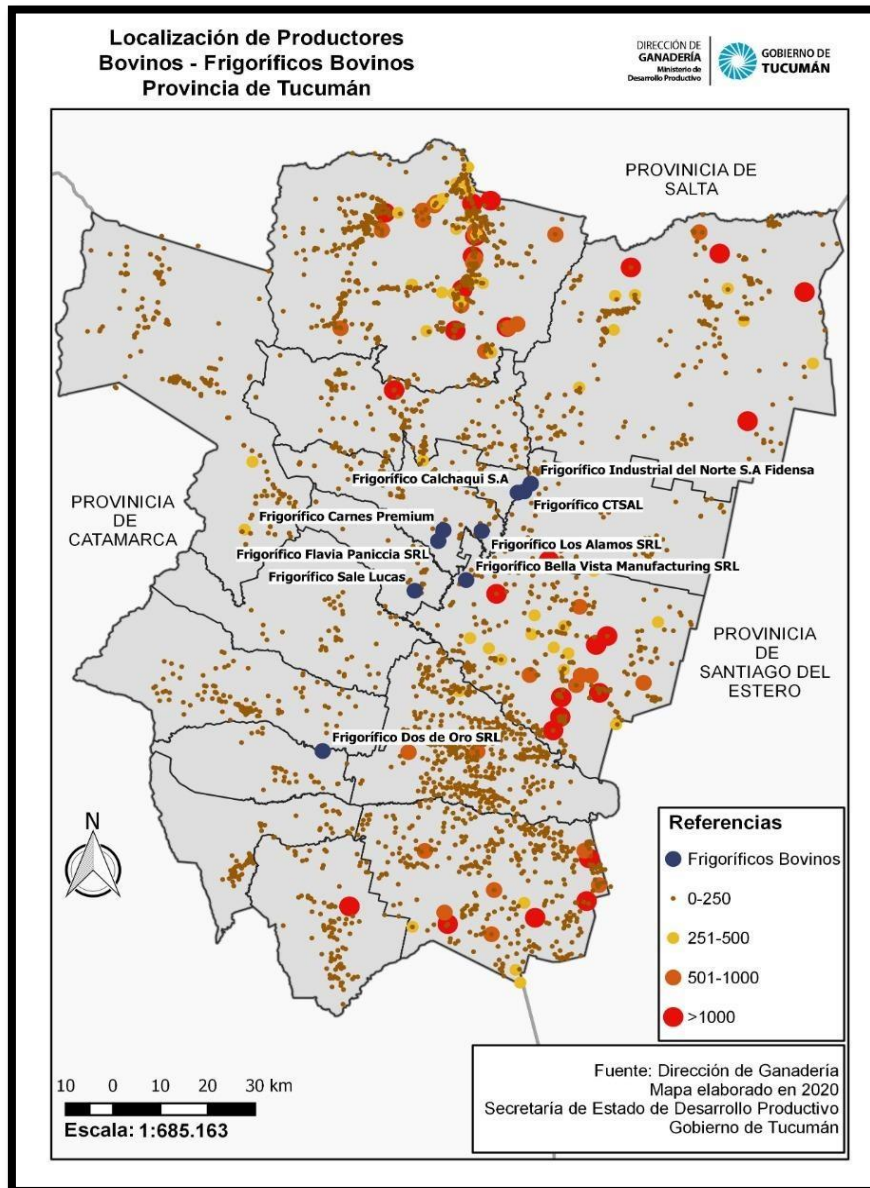 Localización de Productores
Bovinos - Frigoríficos Bovinos
Provincia de Tucumán
DIRECCIÓN DE
GANADERÍA
Ministerio de
Desarrollo Productivo
GOBIERNO DE
TUCUMÁN
PROVINICIA DE
SALTA
Frigorífico Calchaqui S.A
Frigorífico Industrial del Norte S.A Fidensa
Frigorífico CTSAL
PROVINICIA
DE
CATAMARCA
Frigorífico Carnes Premium
Frigorífico Los Alamos SRL
Frigorífico Flavia Paniccia SRL
Frigorífico Bella Vista Manufacturing SRL
Frigorífico Sale Lucas
PROVINICIA
DE
SANTIAGO DEL
ESTERO
Frigorífico Dos de Oro SRL
N
Referencias
Frigoríficos Bovinos
0-250
251-500
501-1000
>1000
10 0 10 20 30 km
Escala: 1:685.163
Fuente: Dirección de Ganadería
Mapa elaborado en 2020
Secretaría de Estado de Desarrollo Productivo
Gobierno de Tucumán